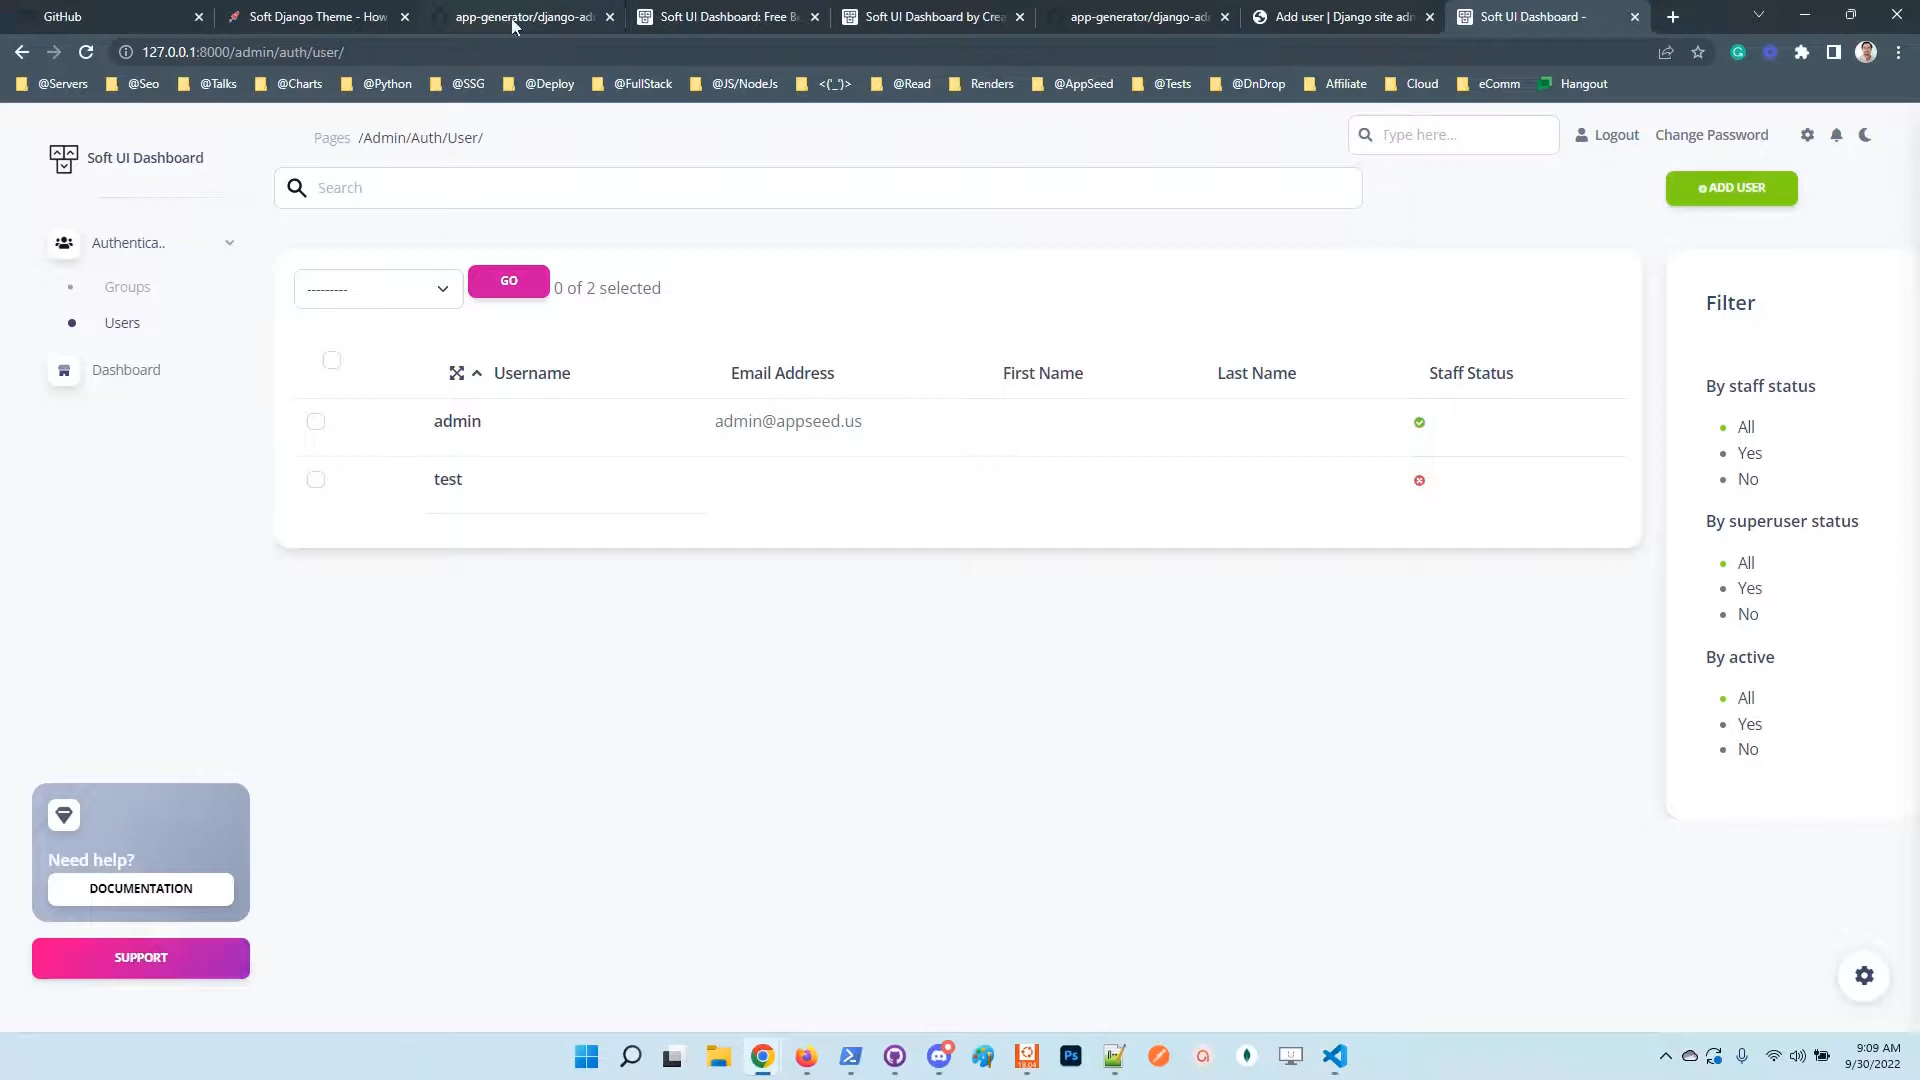 GitHub
Soft Django Theme - How
app-generator/django-ad
Soft UI Dashboard: Free B
Soft UI Dashboard by Crea
app-generator/django-ad
Add user | Django site adn
Soft UI Dashboard -
127.0.0.1:8000/admin/auth/user/
@Servers
@Seo
@Talks
@Charts
@Python
@SSG
@Deploy
@FullStack
@JS/NodeJs
<('_')>
@Read
Renders
@AppSeed
@Tests
@DnDrop
Affiliate
Cloud
eComm
Hangout
Soft UI Dashboard
Pages /Admin/Auth/User/
Type here...
Logout
Change Password
Search
ADD USER
Authentica..
Groups
Users
Dashboard
---------
GO
0 of 2 selected
Username
Email Address
First Name
Last Name
Staff Status
admin
admin@appseed.us
test
Filter
By staff status
All
Yes
No
By superuser status
All
Yes
No
By active
All
Yes
No
Need help?
DOCUMENTATION
SUPPORT
Ps
18.04
9:09 AM
9/30/2022